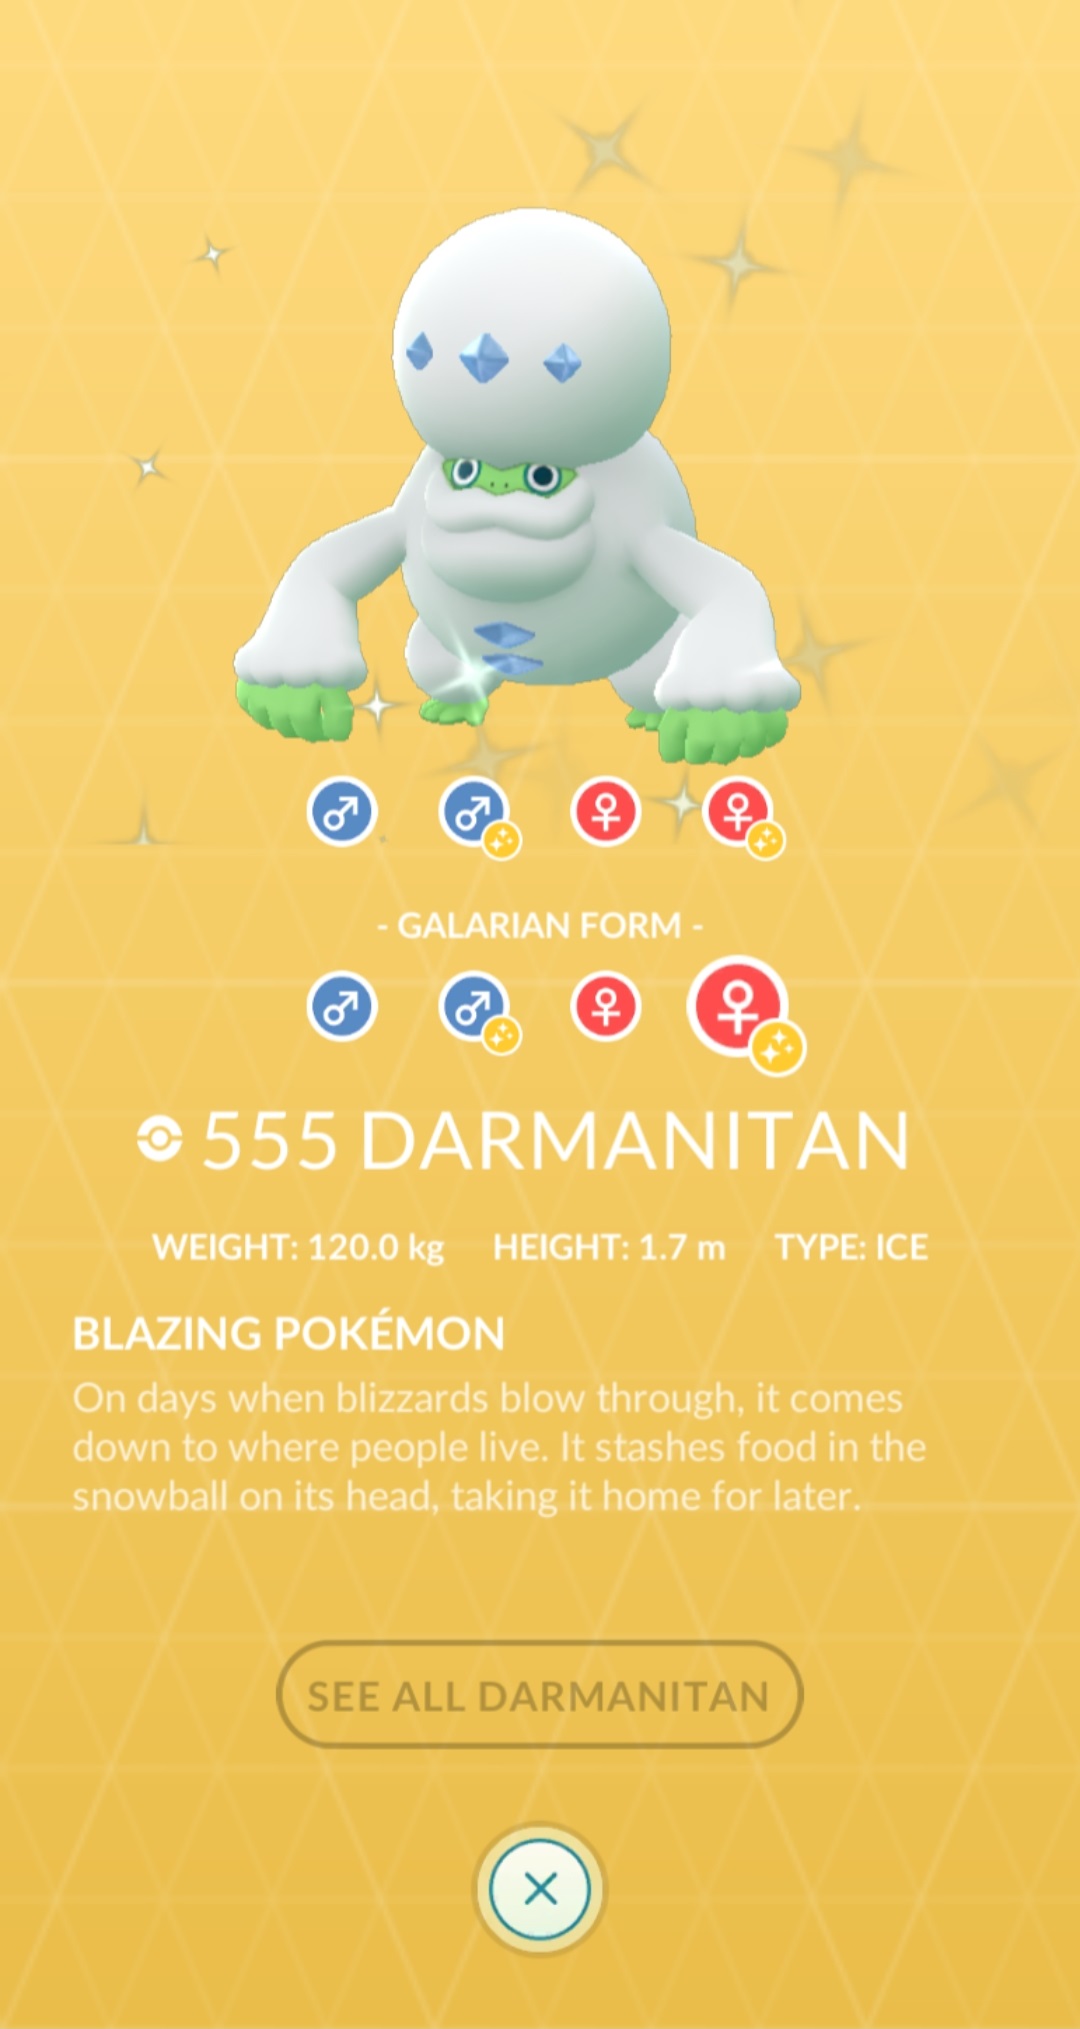 - GALARIAN FORM -
555 DARMANITAN
WEIGHT: 120.0 kg HEIGHT: 1.7 m TYPE: ICE
BLAZING POKÉMON
On days when blizzards blow through, it comes
down to where people live. It stashes food in the
snowball on its head, taking it home for later.
SEE ALL DARMANITAN